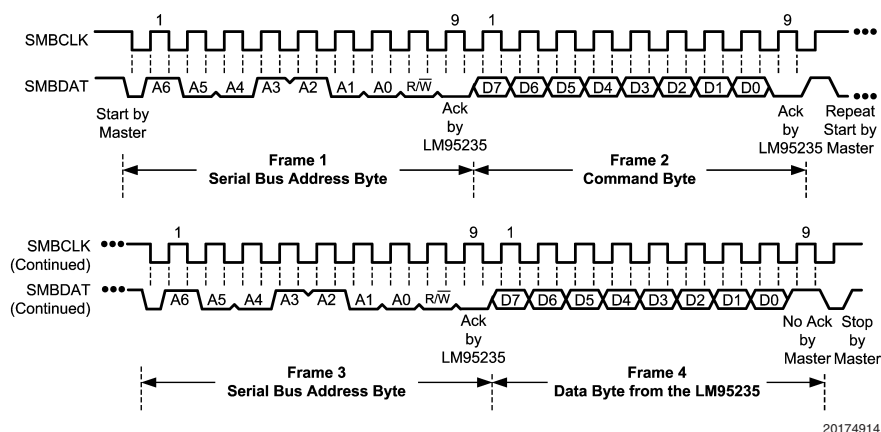 1 9 1 9
SMBCLK
SMBDAT
A6 A5 A4 A3 A2 A1 A0 R/W D7 D6 D5 D4 D3 D2 D1 D0
Start by
Master
Ack
by
LM95235
Ack
by
LM95235
Repeat
Start by
Master
Frame 1
Serial Bus Address Byte
Frame 2
Command Byte
1 9 1 9
SMBCLK
(Continued)
SMBDAT
(Continued)
A6 A5 A4 A3 A2 A1 A0 R/W D7 D6 D5 D4 D3 D2 D1 D0
Ack
by
LM95235
No Ack
by
Master
Stop
by
Master
Frame 3
Serial Bus Address Byte
Frame 4
Data Byte from the LM95235
20174914